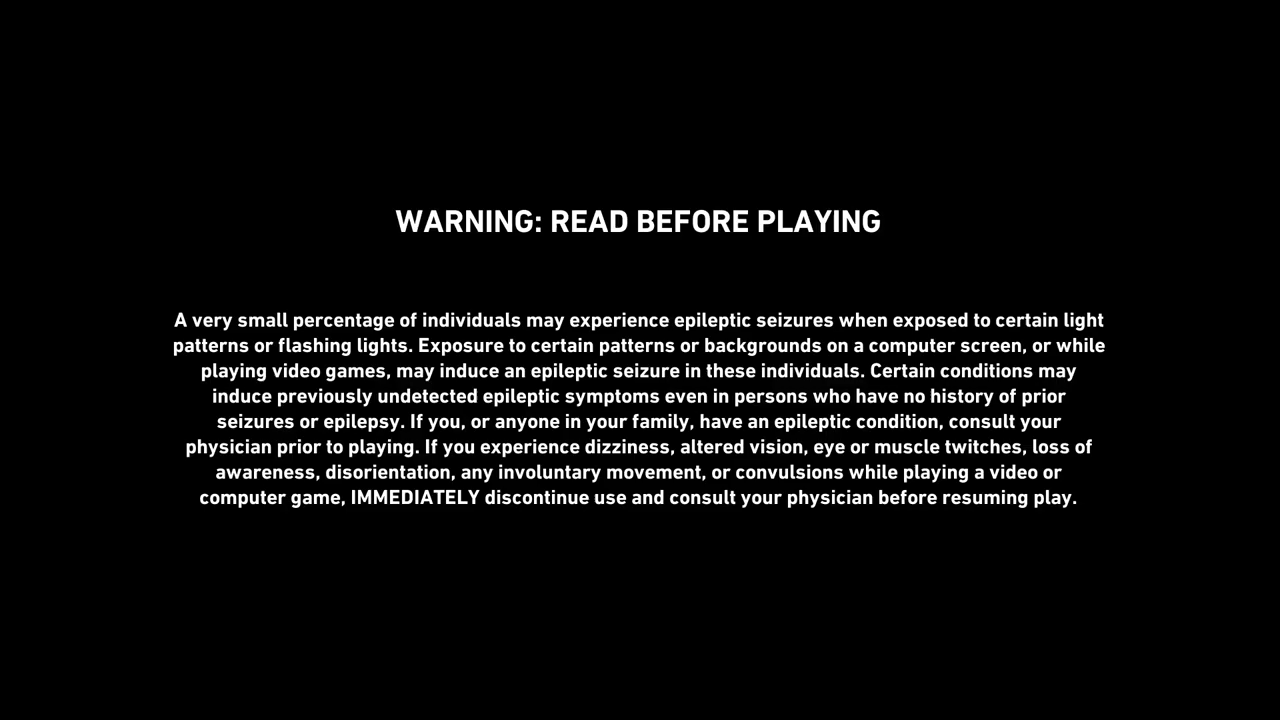 WARNING: READ BEFORE PLAYING
A very small percentage of individuals may experience epileptic seizures when exposed to certain light
patterns or flashing lights. Exposure to certain patterns or backgrounds on a computer screen, or while
playing video games, may induce an epileptic seizure in these individuals. Certain conditions may
induce previously undetected epileptic symptoms even in persons who have no history of prior
seizures or epilepsy. If you, or anyone in your family, have an epileptic condition, consult your
physician prior to playing. If you experience dizziness, altered vision, eye or muscle twitches, loss of
awareness, disorientation, any involuntary movement, or convulsions while playing a video or
computer game, IMMEDIATELY discontinue use and consult your physician before resuming play.